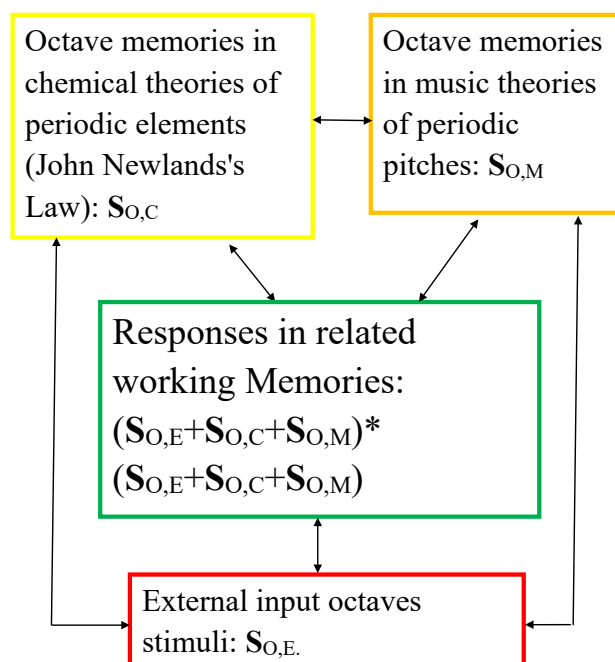 Octave memories in
chemical theories of
periodic elements
(John Newlands's
Law): SO,C
Octave memories
in music theories
of periodic
pitches: SO,M
Responses in related
working Memories:
(SO,E+SO,C+SO,M)*
(SO,E+SO,C+SO,M)
External input octaves
stimuli: SO,E.